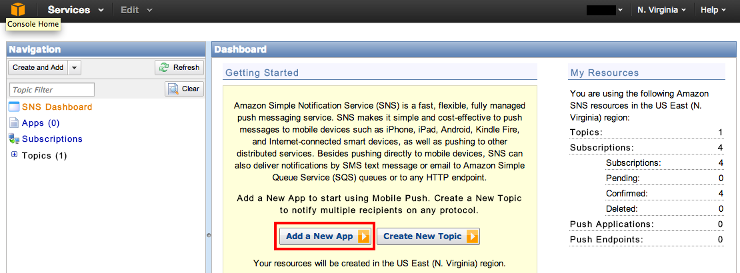 Services
Edit
N. Virginia
Help
Console Home
Navigation
Create and Add
Refresh
Topic Filter
Clear
SNS Dashboard
Apps (0)
Subscriptions
Topics (1)
Dashboard
Getting Started
Amazon Simple Notification Service (SNS) is a fast, flexible, fully managed
push messaging service. SNS makes it simple and cost-effective to push
messages to mobile devices such as iPhone, iPad, Android, Kindle Fire,
and Internet-connected smart devices, as well as pushing to other
distributed services. Besides pushing directly to mobile devices, SNS can
also deliver notifications by SMS text message or email to Amazon Simple
Queue Service (SQS) queues or to any HTTP endpoint.
Add a New App to start using Mobile Push. Create a New Topic
to notify multiple recipients on any protocol.
Add a New App
Create New Topic
Your resources will be created in the US East (N. Virginia) region.
My Resources
You are using the following Amazon
SNS resources in the US East (N.
Virginia) region:
Topics: 1
Subscriptions: 4
Subscriptions: 4
Pending: 0
Confirmed: 4
Deleted: 0
Push Applications: 0
Push Endpoints: 0